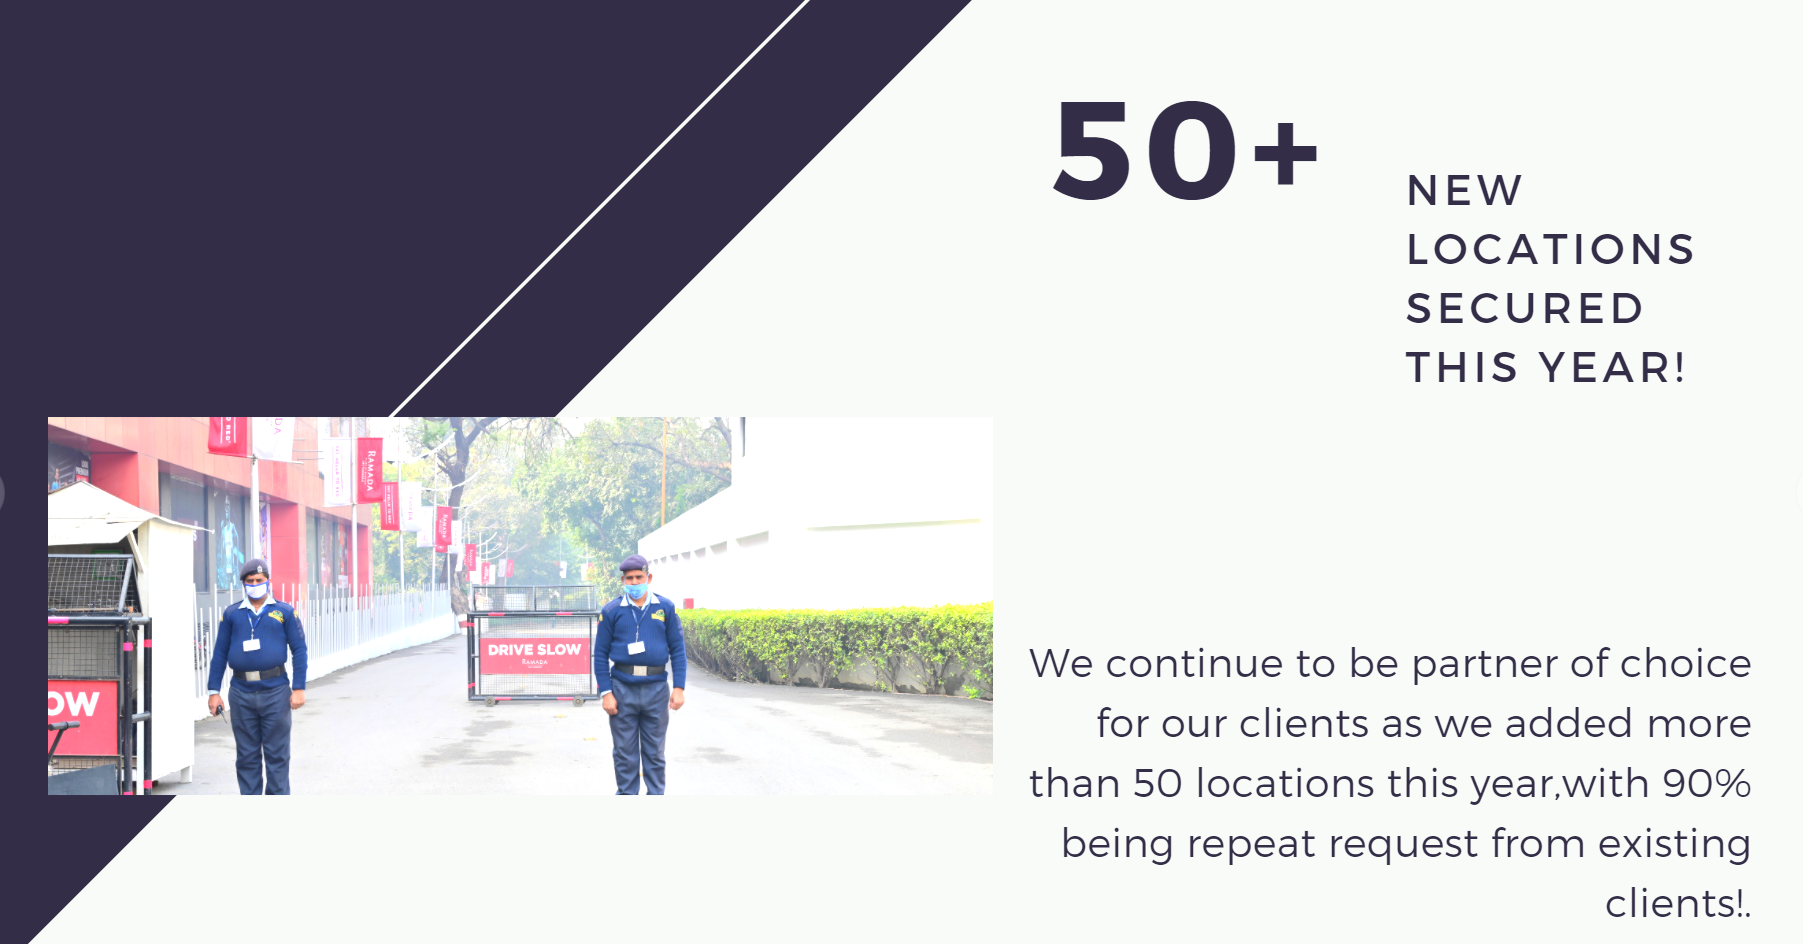 50+
NEW
LOCATIONS
SECURED
THIS YEAR!
RAMADA
DRIVE SLOW
RAMADA
OW
We continue to be partner of choice
for our clients as we added more
than 50 locations this year,with 90%
being repeat request from existing
clients!.